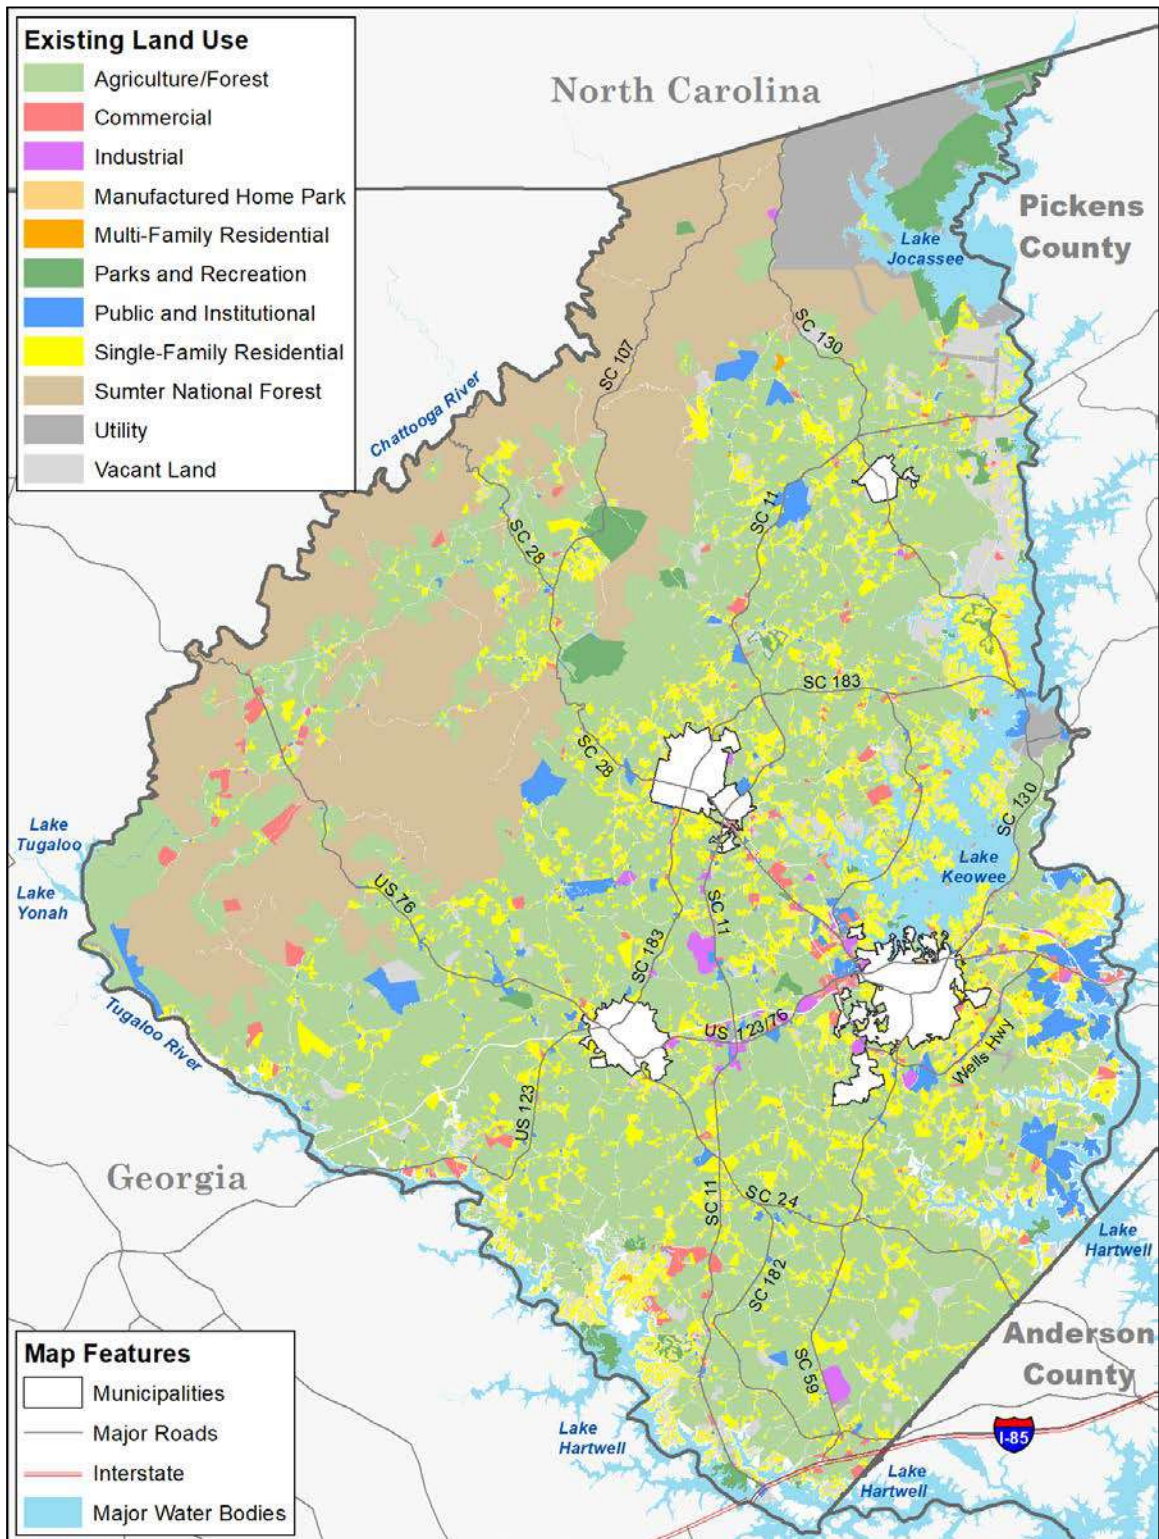 Existing Land Use
Agriculture/Forest
Commercial
Industrial
Manufactured Home Park
Multi-Family Residential
Parks and Recreation
Public and Institutional
Single-Family Residential
Sumter National Forest
Utility
Vacant Land
North Carolina
Pickens
County
Lake
Jocassee
SC 130
SC 107
Chattooga River
SC 11
SC 28
SC 183
SC 28
SC 130
Lake
Tugaloo
Lake
Keowee
Lake
Yonah
US 76
SC 11
SC 183
Tugaloo River
US 123/76
Wells Hwy
US 123
Georgia
SC 11
SC 24
Lake
Hartwell
SC 182
Anderson
County
SC 59
Map Features
Municipalities
Major Roads
Interstate
Major Water Bodies
Lake
Hartwell
I-85
Lake
Hartwell